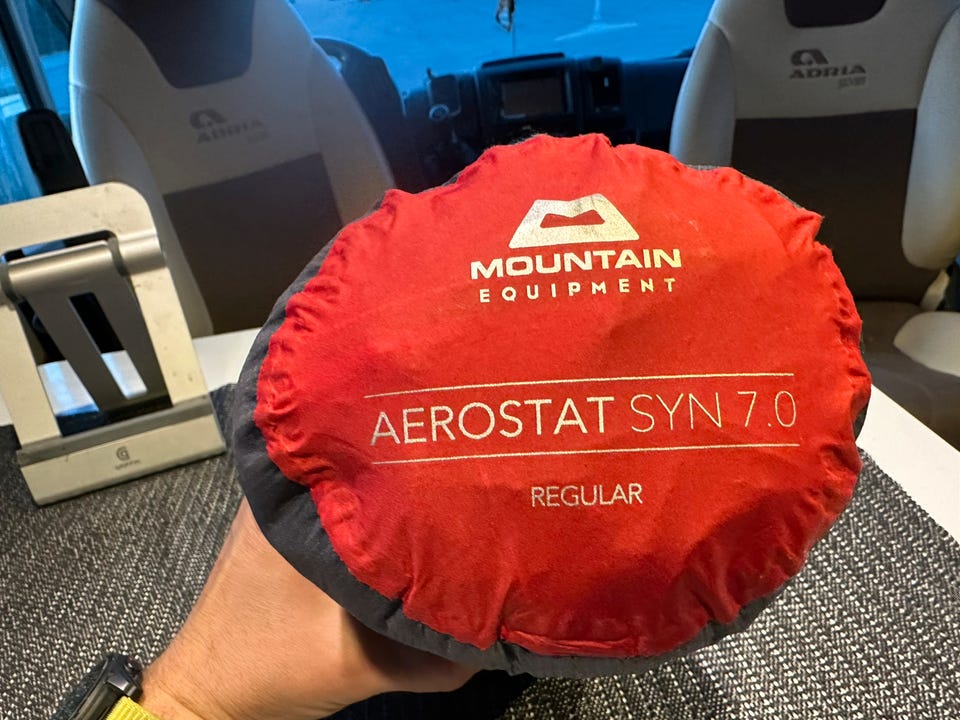 ADRIA
ADRIA
MOUNTAIN
EQUIPMENT
AEROSTAT SYN 7.0
REGULAR